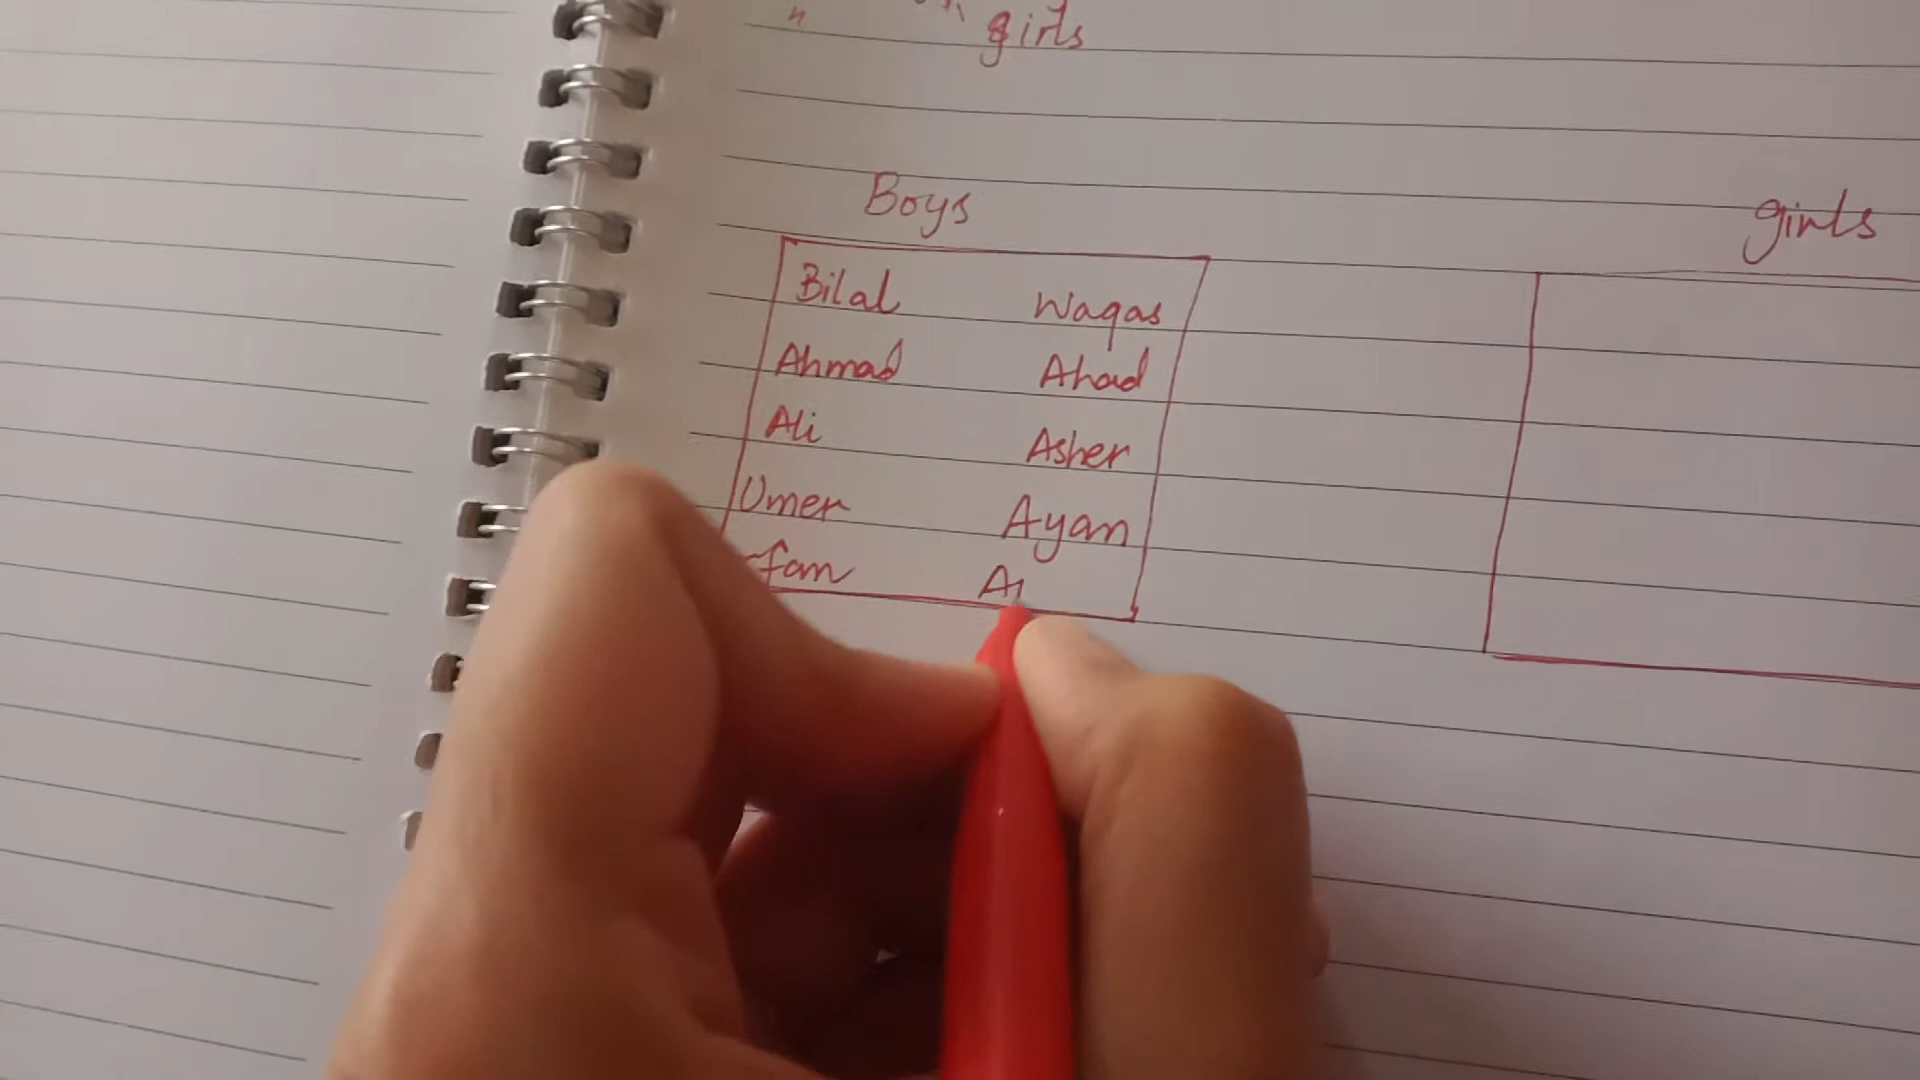 girls
Boys girls
Bilal Waqas
Ahmad Ahad
Ali Asher
Umer Ayan